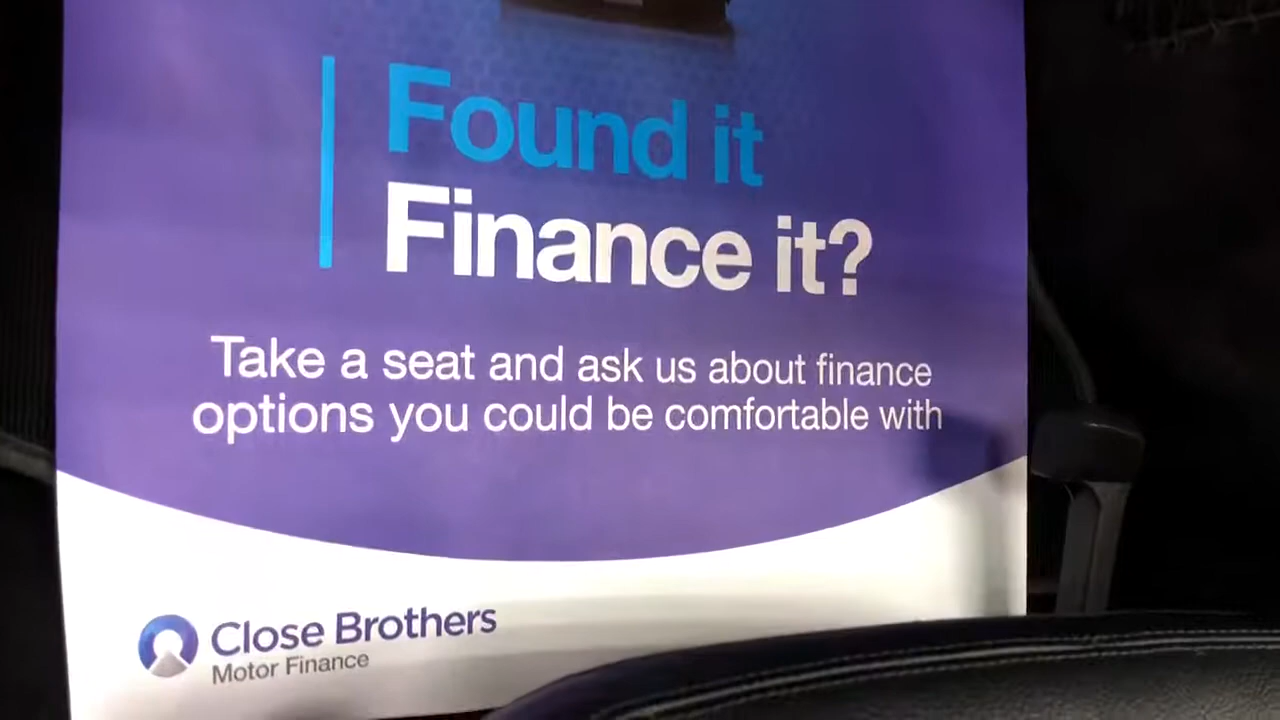 Found it
Finance it?
Take a seat and ask us about finance
options you could be comfortable with
Close Brothers
Motor Finance